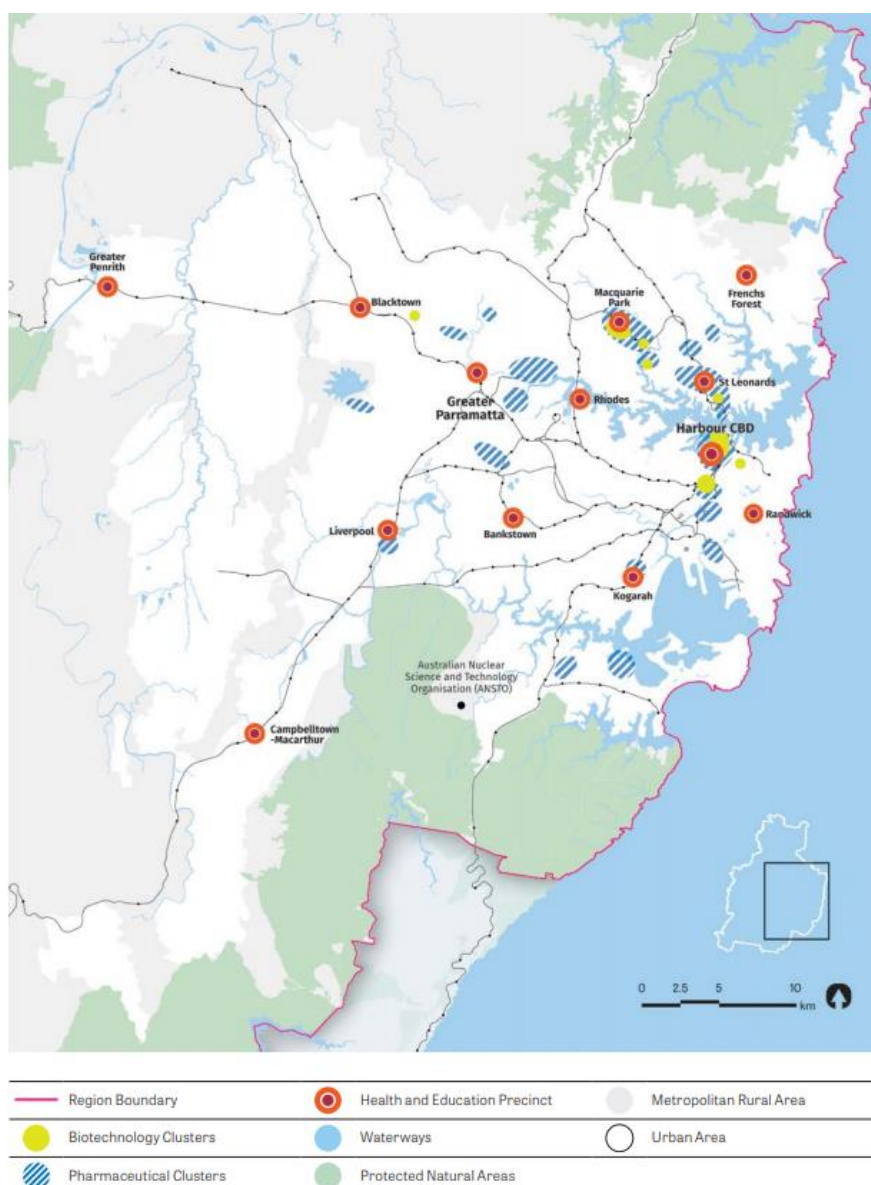 Greater
Penrith
Blacktown
Macquarie
Park
Frenchs
Forest
Greater
Parramatta
Rhodes
St Leonards
Harbour CBD
Liverpool
Bankstown
Randwick
Kogarah
Australian Nuclear
Science and Technology
Organisation (ANSTO)
Campbelltown
-Macarthur
0 2.5 5 10
km
Region Boundary
Health and Education Precinct
Metropolitan Rural Area
Biotechnology Clusters
Waterways
Urban Area
Pharmaceutical Clusters
Protected Natural Areas